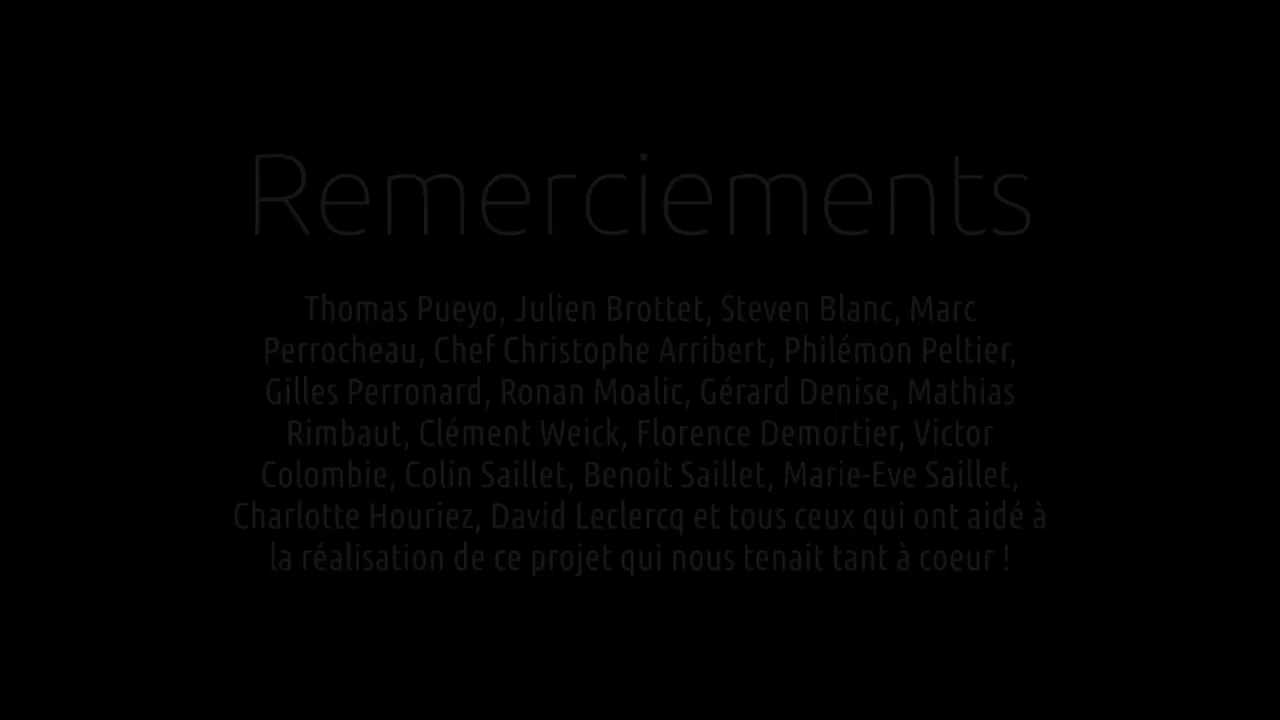 Remerciements
Thomas Pueyo, Julien Brottet, Steven Blanc, Marc
Perrocheau, Chef Christophe Arribert, Philémon Peltier,
Gilles Perronard, Ronan Moalic, Gérard Denise, Mathias
Rimbaut, Clément Weick, Florence Demortier, Victor
Colombie, Colin Saillet, Benoît Saillet, Marie-Eve Saillet,
Charlotte Houriez, David Leclercq et tous ceux qui ont aidé à
la réalisation de ce projet qui nous tenait tant à coeur !